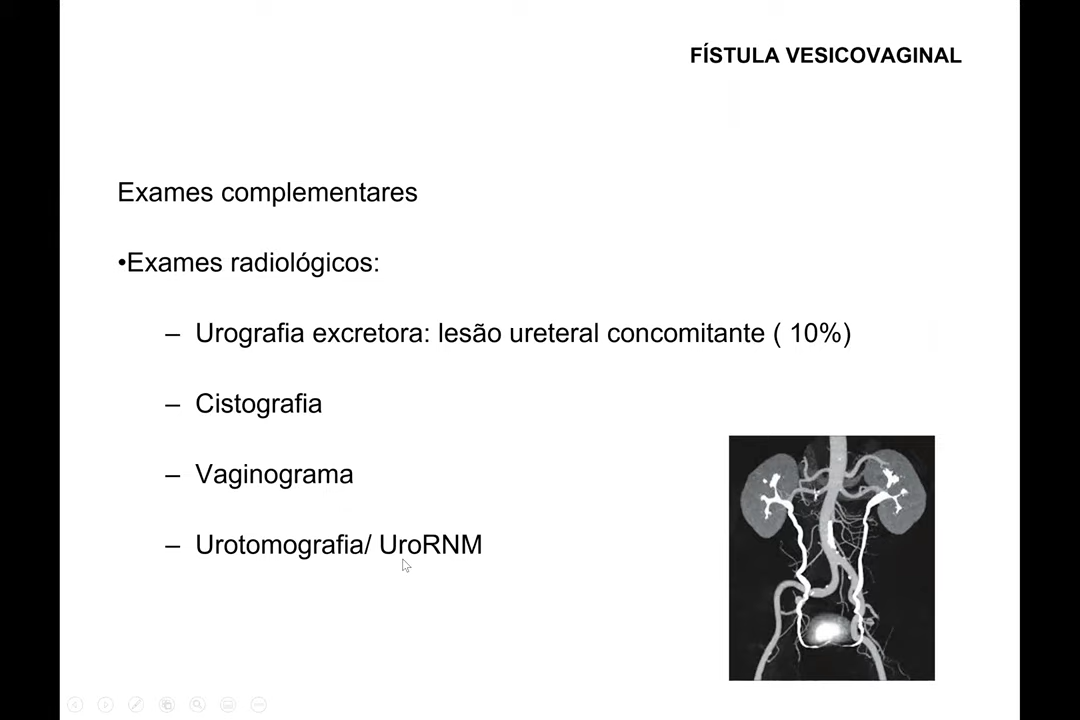 FÍSTULA VESICOVAGINAL
Exames complementares
•Exames radiológicos:
– Urografia excretora: lesão ureteral concomitante ( 10%)
– Cistografia
– Vaginograma
– Urotomografia/ UroRNM